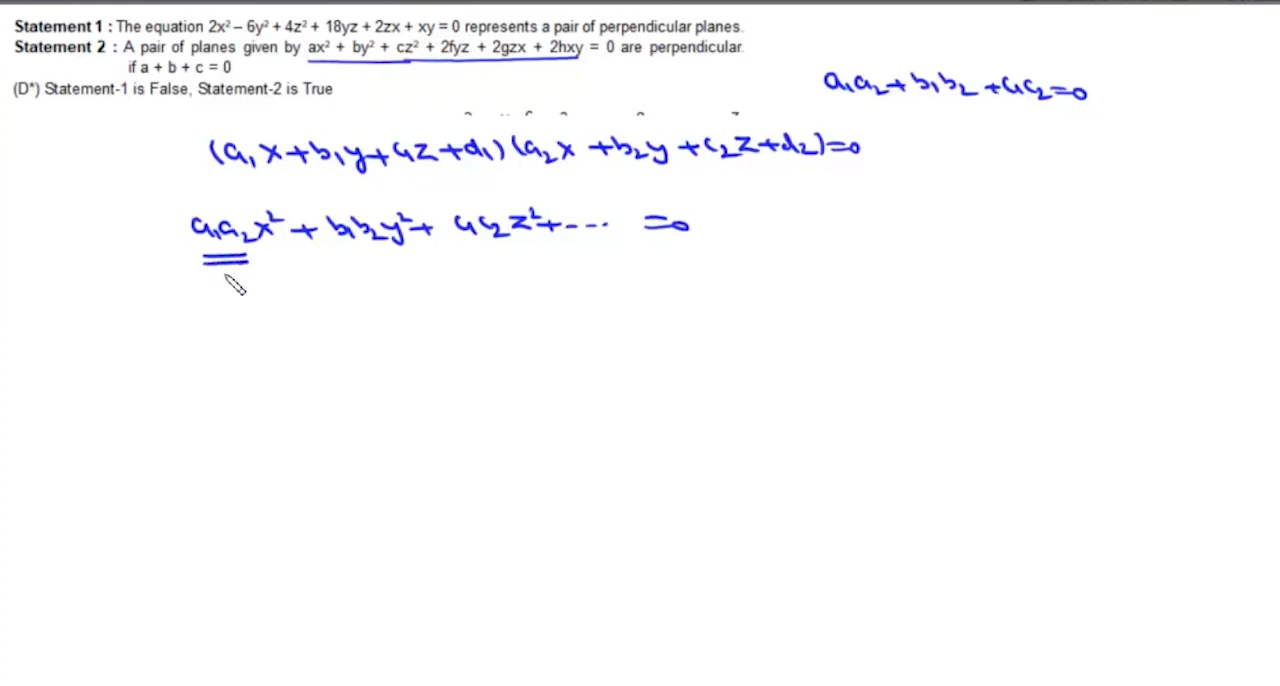 Statement 1 : The equation 2x² – 6y² + 4z² + 18yz + 2zx + xy = 0 represents a pair of perpendicular planes.
Statement 2 : A pair of planes given by ax² + by² + cz² + 2fyz + 2gzx + 2hxy = 0 are perpendicular.
if a + b + c = 0
(D*) Statement-1 is False, Statement-2 is True
a₁a₂ + b₁b₂ + c₁c₂ = 0
(a₁x + b₁y + c₁z + d₁) (a₂x + b₂y + c₂z + d₂) = 0
a₁a₂x² + b₁b₂y² + c₁c₂z² + --- = 0